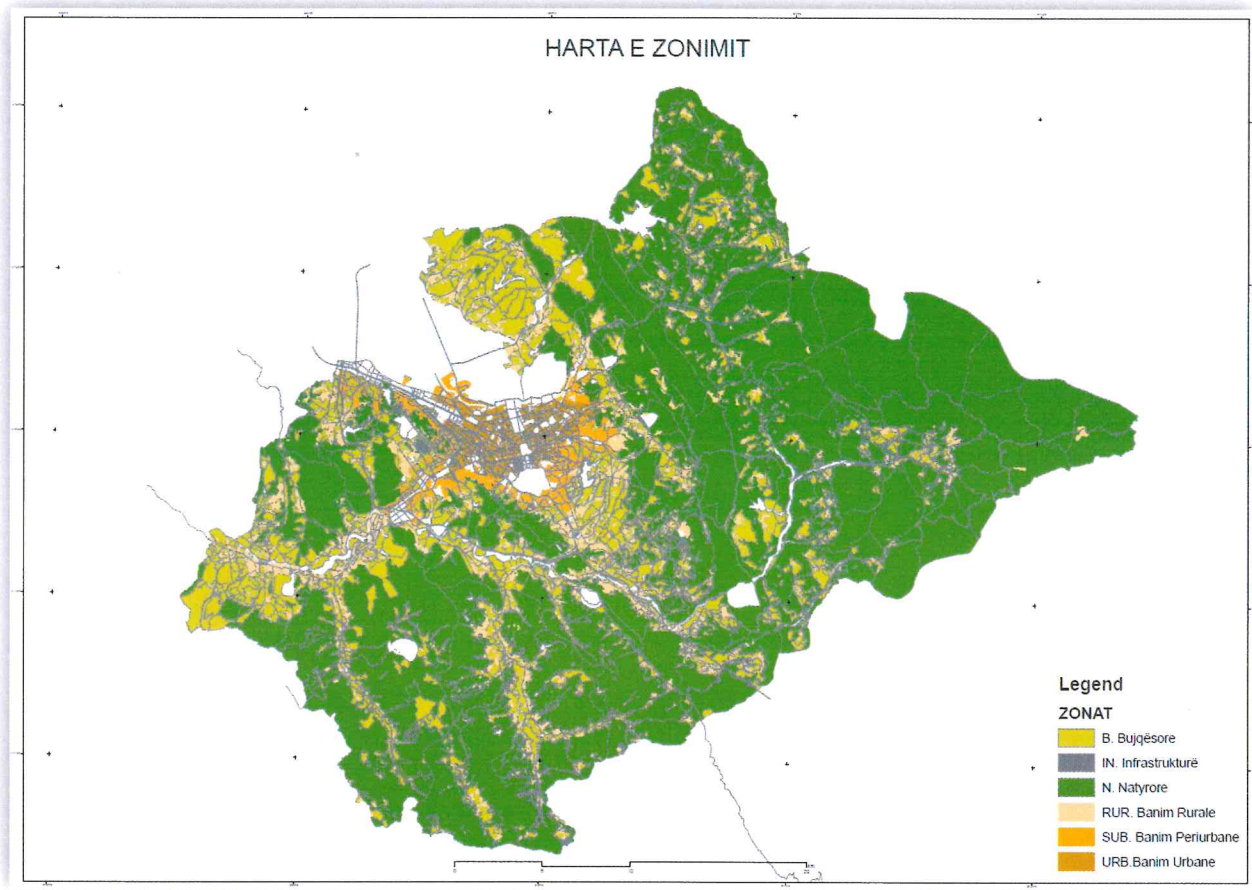 HARTA E ZONIMIT
Legend
ZONAT
B. Bujqësore
IN. Infrastrukturë
N. Natyrore
RUR. Banim Rurale
SUB. Banim Periurbane
URB.Banim Urbane